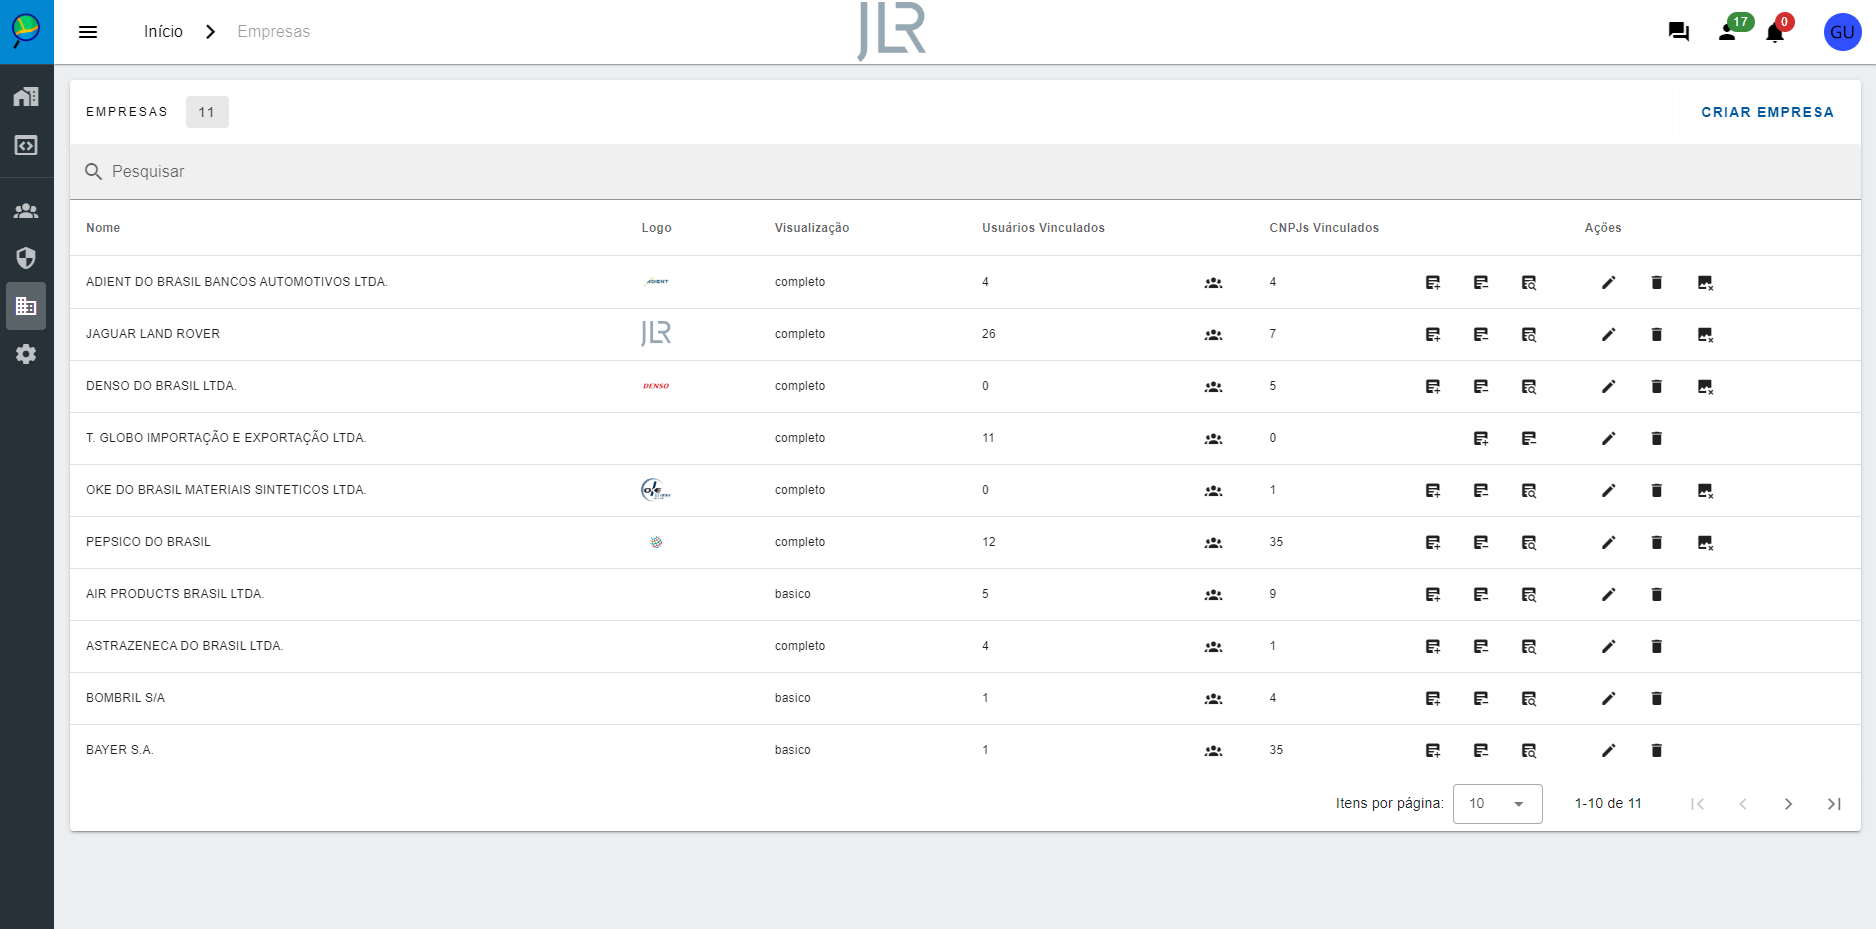 Início Empresas JLR 17 0 GU
EMPRESAS 11 CRIAR EMPRESA
Pesquisar
Nome Logo Visualização Usuários Vinculados CNPJs Vinculados Ações
ADIENT DO BRASIL BANCOS AUTOMOTIVOS LTDA. ADIENT completo 4 4
JAGUAR LAND ROVER JLR completo 26 7
DENSO DO BRASIL LTDA. DENSO completo 0 5
T. GLOBO IMPORTAÇÃO E EXPORTAÇÃO LTDA. completo 11 0
OKE DO BRASIL MATERIAIS SINTETICOS LTDA. OKE completo 0 1
PEPSICO DO BRASIL completo 12 35
AIR PRODUCTS BRASIL LTDA. basico 5 9
ASTRAZENECA DO BRASIL LTDA. completo 4 1
BOMBRIL S/A basico 1 4
BAYER S.A. basico 1 35
Itens por página: 10 1-10 de 11